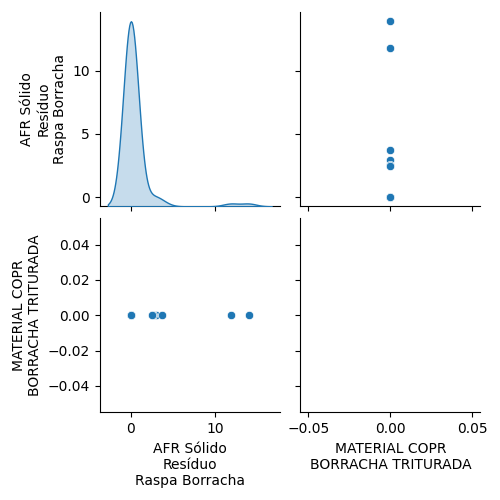 AFR Sólido
Resíduo
Raspa Borracha
10
5
0
MATERIAL COPR
BORRACHA TRITURADA
0.04
0.02
0.00
−0.02
−0.04
0
10
AFR Sólido
Resíduo
Raspa Borracha
−0.05
0.00
0.05
MATERIAL COPR
BORRACHA TRITURADA